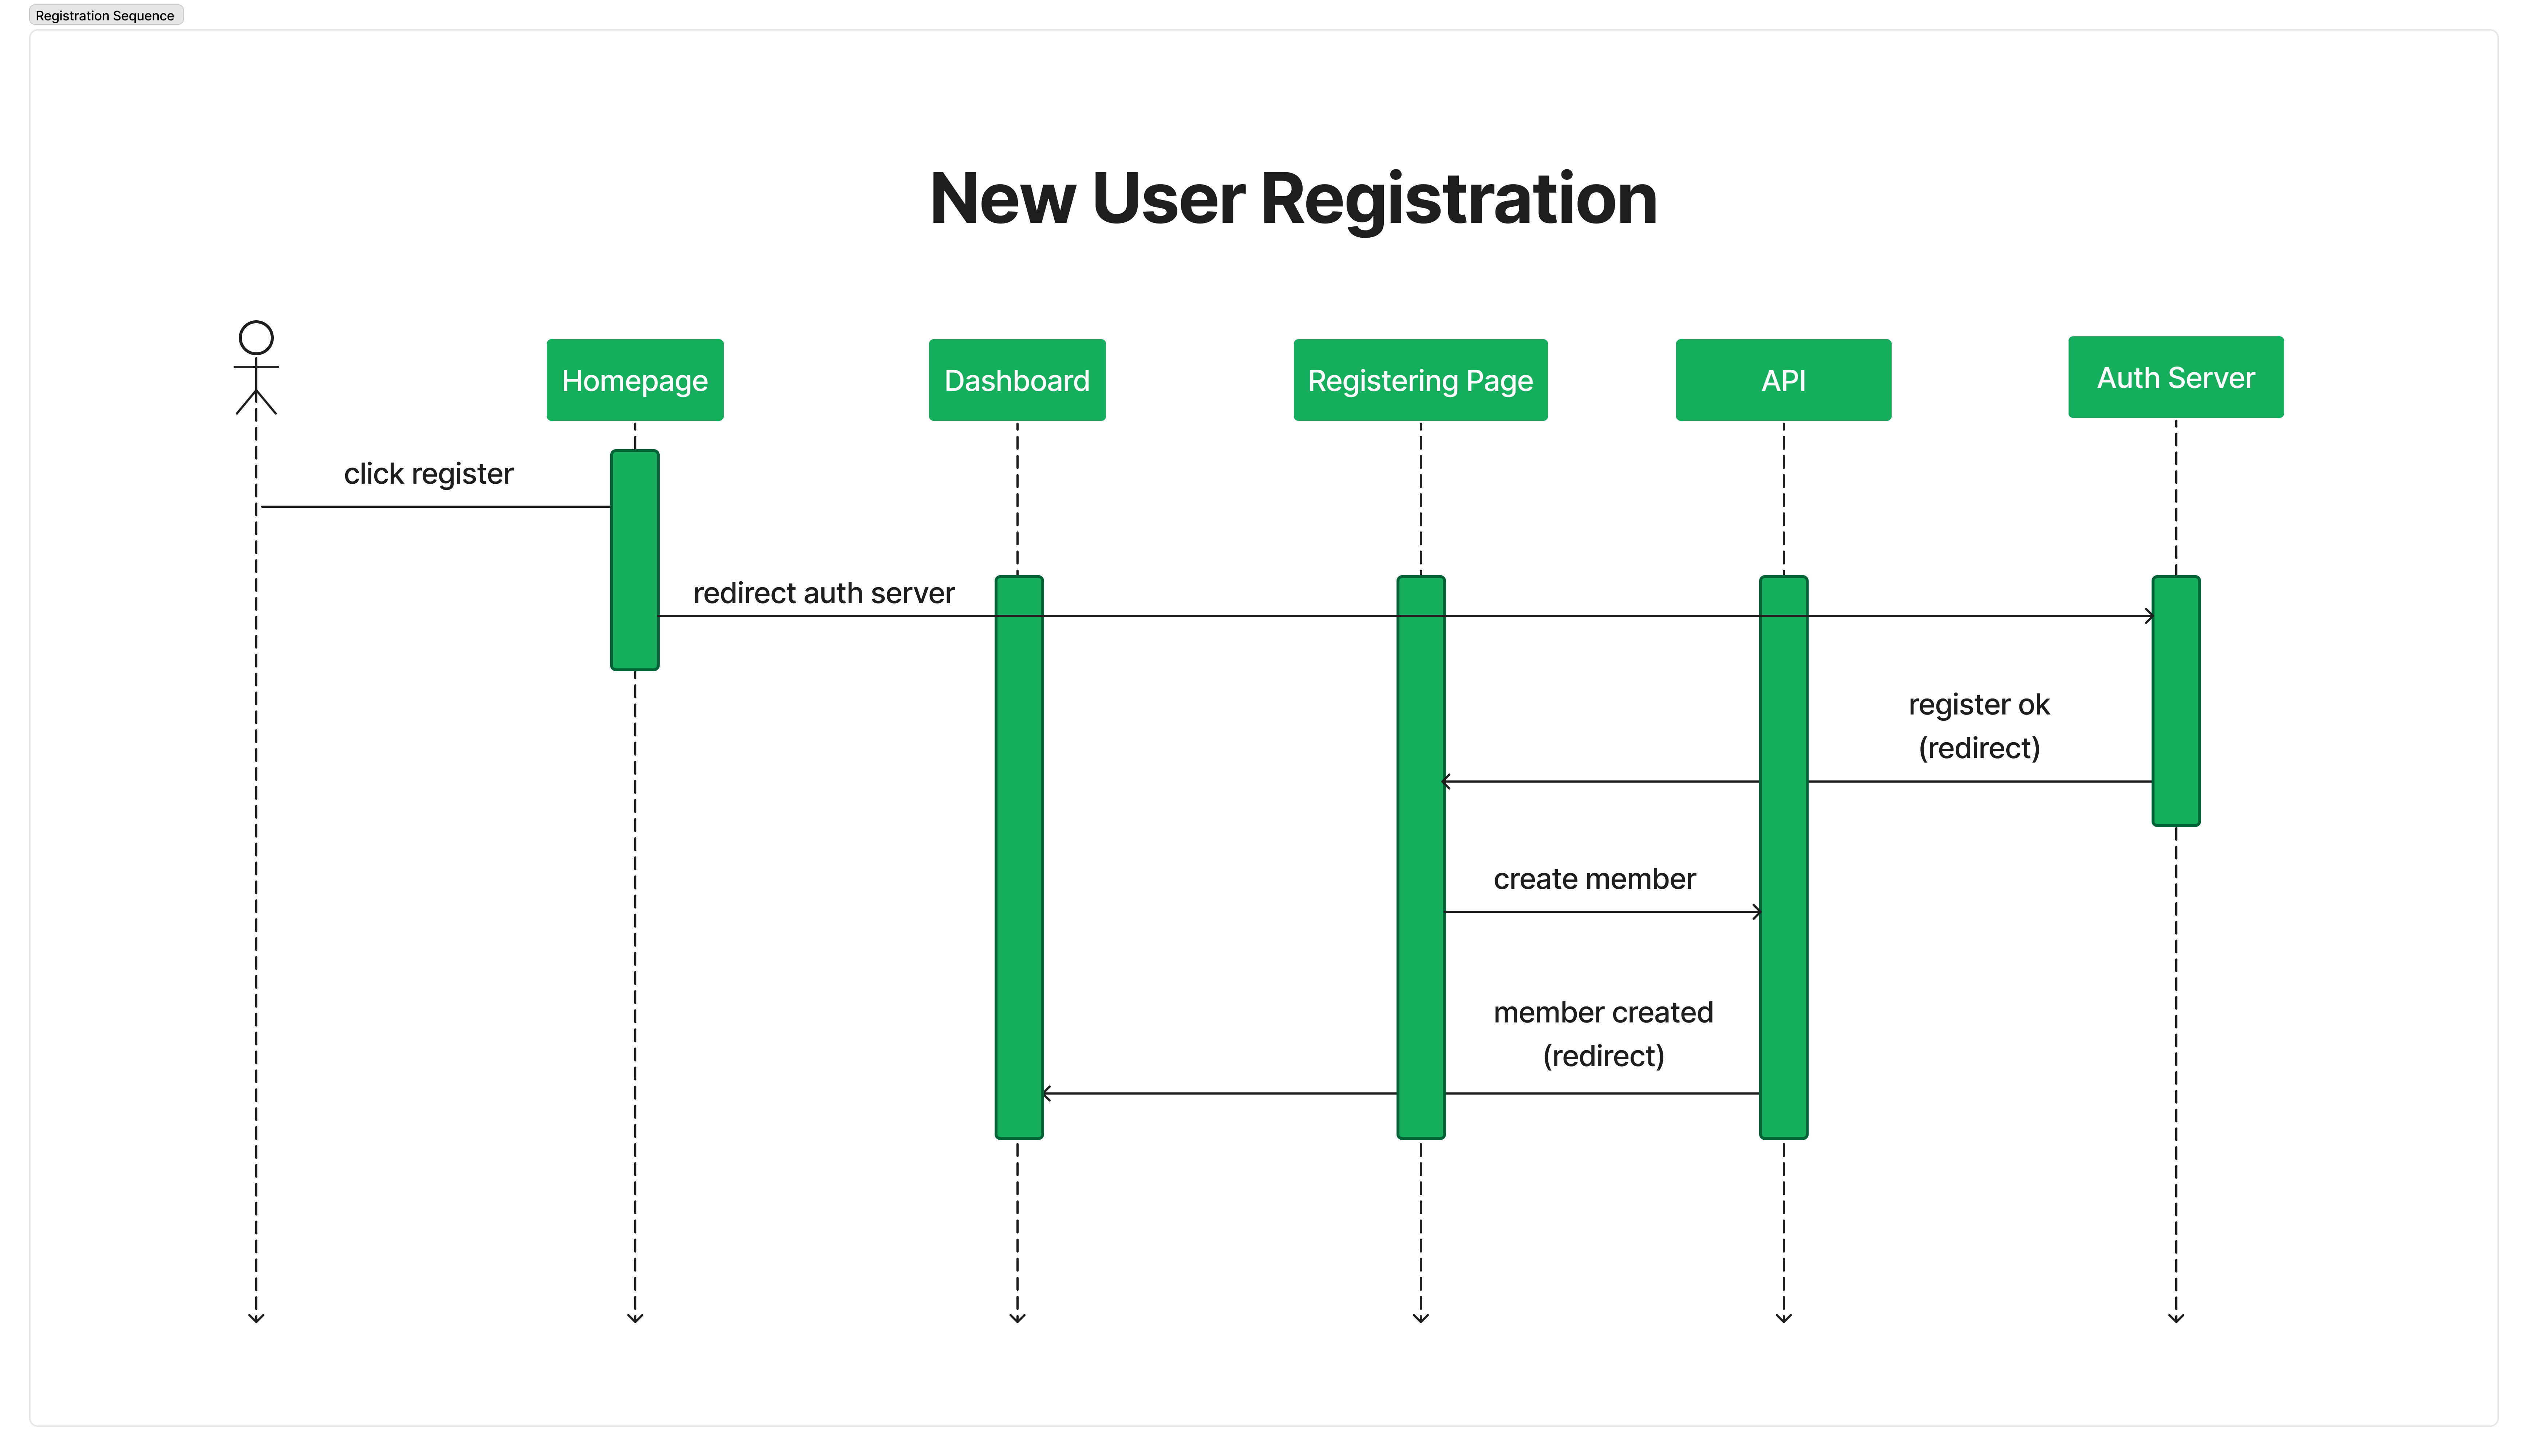 Registration Sequence
New User Registration
Homepage
Dashboard
Registering Page
API
Auth Server
click register
redirect auth server
register ok
(redirect)
create member
member created
(redirect)